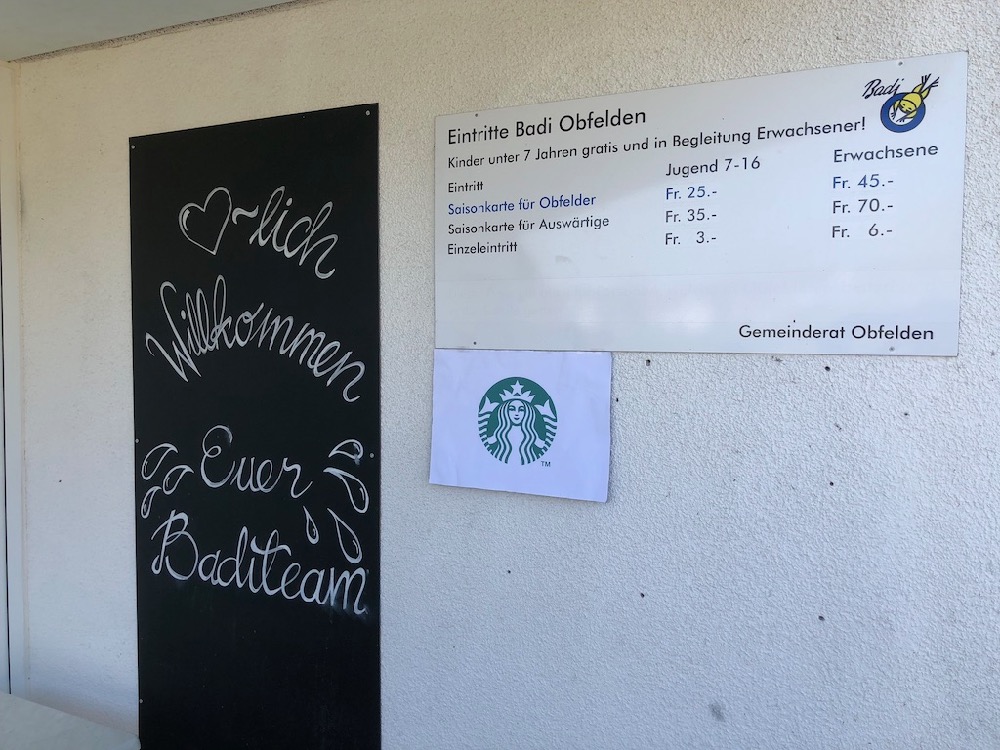 ~lich
Willkommen
Euer
Baditeam
Badi
Eintritte Badi Obfelden
Kinder unter 7 Jahren gratis und in Begleitung Erwachsener!
Eintritt Jugend 7-16 Erwachsene
Saisonkarte für Obfelder Fr. 25.- Fr. 45.-
Saisonkarte für Auswärtige Fr. 35.- Fr. 70.-
Einzeleintritt Fr. 3.- Fr. 6.-
Gemeinderat Obfelden
TM